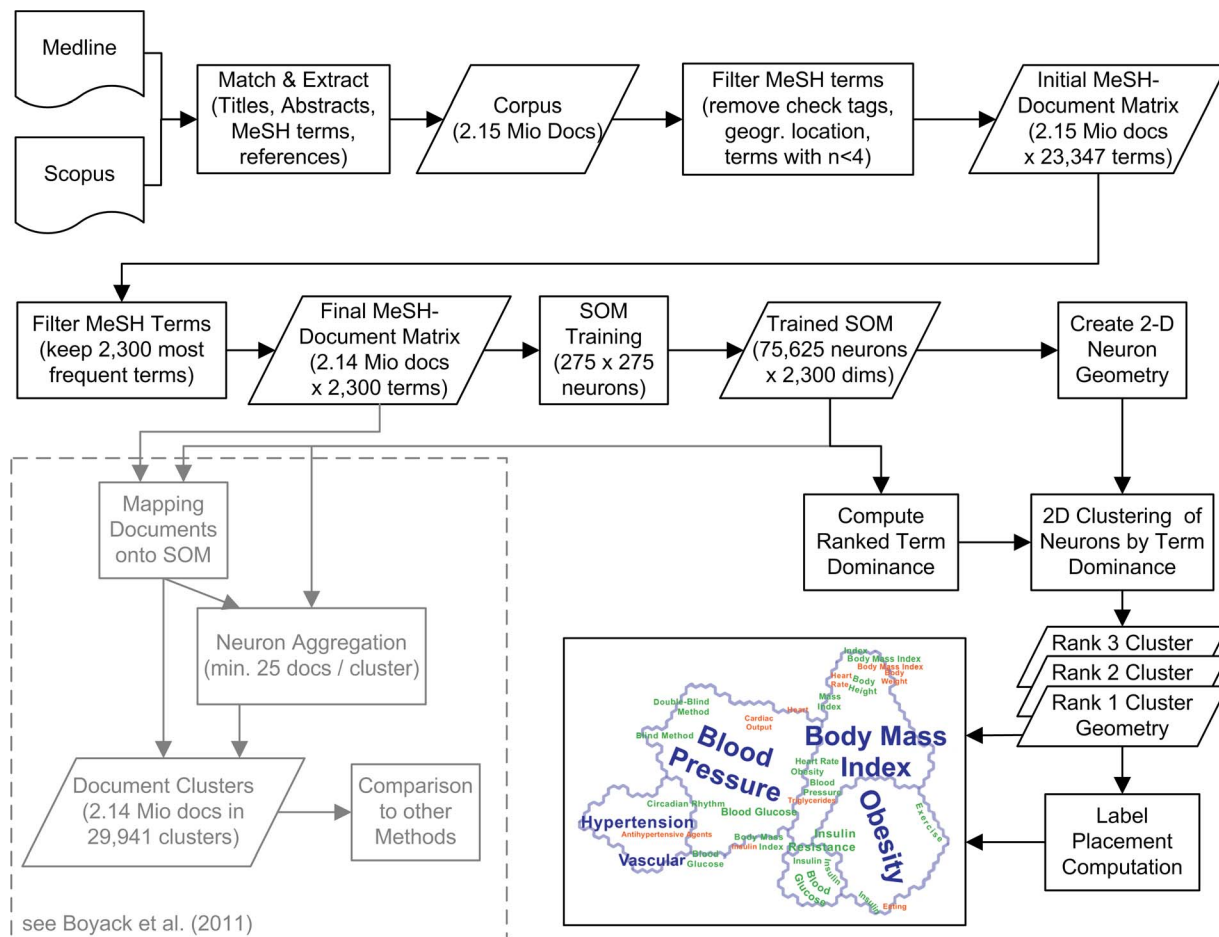 Medline
Scopus
Match & Extract
(Titles, Abstracts,
MeSH terms,
references)
Corpus
(2.15 Mio Docs)
Filter MeSH terms
(remove check tags,
geogr. location,
terms with n<4)
Initial MeSH-
Document Matrix
(2.15 Mio docs
x 23,347 terms)
Filter MeSH Terms
(keep 2,300 most
frequent terms)
Final MeSH-
Document Matrix
(2.14 Mio docs
x 2,300 terms)
SOM
Training
(275 x 275
neurons)
Trained SOM
(75,625 neurons
x 2,300 dims)
Create 2-D
Neuron
Geometry
Mapping
Documents
onto SOM
Compute
Ranked Term
Dominance
2D Clustering of
Neurons by Term
Dominance
Neuron Aggregation
(min. 25 docs / cluster)
Rank 3 Cluster
Rank 2 Cluster
Rank 1 Cluster
Geometry
Document Clusters
(2.14 Mio docs in
29,941 clusters)
Comparison
to other
Methods
Label
Placement
Computation
see Boyack et al. (2011)
Index
Body Mass Index
Body Mass Index
Heart
Rate
Body
Weight
Body
Height
Mass
Index
Double-Blind
Method
Cardiac
Output
Heart
Blind Method
Blood
Pressure
Body Mass
Index
Heart Rate
Obesity
Blood
Pressure
Triglycerides
Circadian Rhythm
Blood Glucose
Hypertension
Antihypertensive Agents
Vascular
Blood
Glucose
Body Mass
Insulin
Index
Insulin
Resistance
Obesity
Exercise
Insulin
Insulin
Blood
Glucose
Insulin
Eating